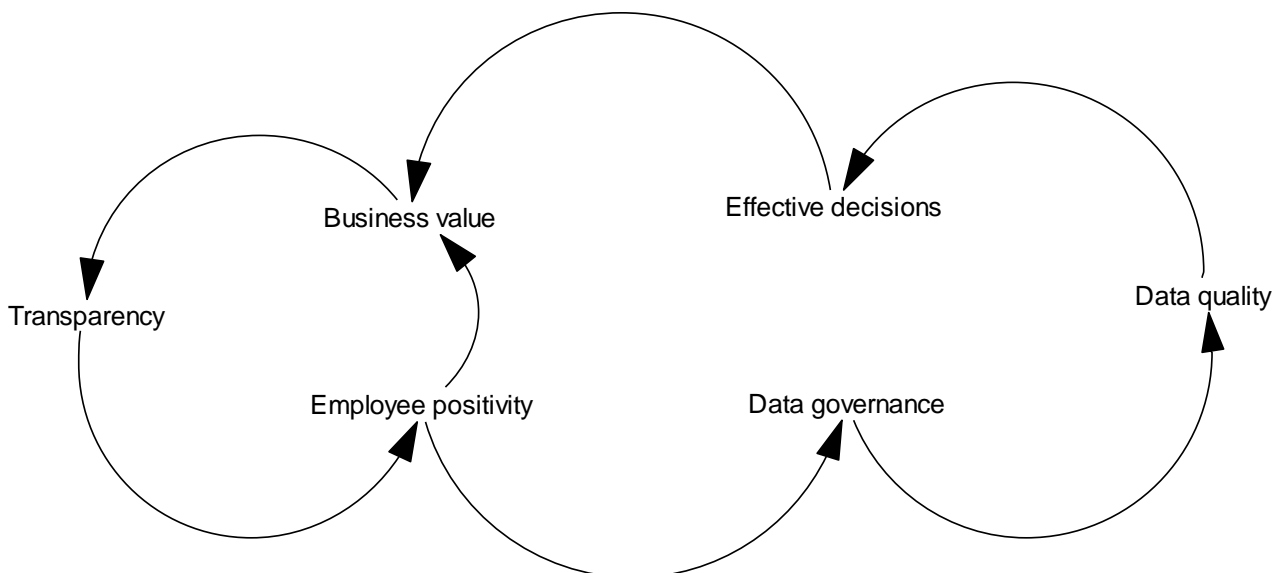 Effective decisions
Business value
Data quality
Transparency
Employee positivity
Data governance